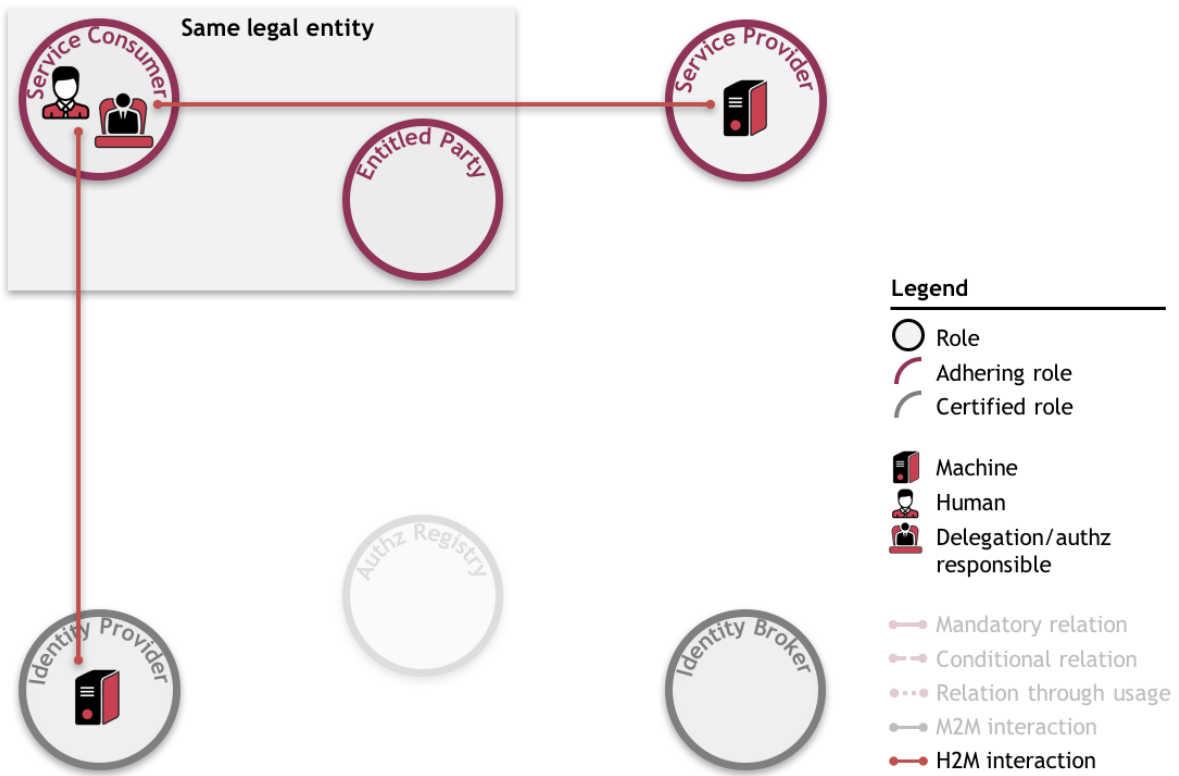 Same legal entity
Service Consumer
Service Provider
Entitled Party
Legend
Role
Adhering role
Certified role
Machine
Human
Delegation/authz
responsible
Authz Registry
Identity Provider
Identity Broker
Mandatory relation
Conditional relation
Relation through usage
M2M interaction
H2M interaction